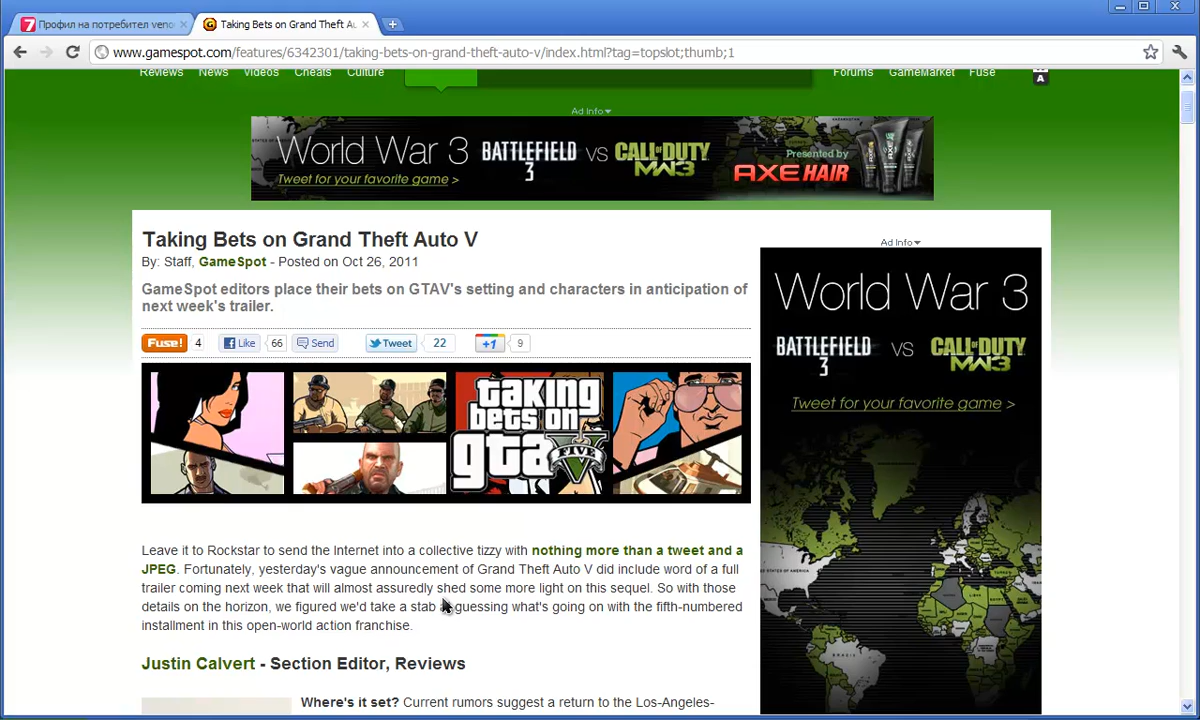 Профил на потребител veno
Taking Bets on Grand Theft Au
www.gamespot.com/features/6342301/taking-bets-on-grand-theft-auto-v/index.html?tag=topslot;thumb;1
Reviews News Videos Cheats Culture
Forums GameMarket Fuse
A
Ad Info
World War 3
Tweet for your favorite game >
BATTLEFIELD 3 VS CALL OF DUTY MW3
Presented by
AXE HAIR
Taking Bets on Grand Theft Auto V
By: Staff, GameSpot - Posted on Oct 26, 2011
GameSpot editors place their bets on GTAV's setting and characters in anticipation of
next week's trailer.
Fuse! 4 Like 66 Send Tweet 22 +1 9
taking
bets on
gta V
FIVE
Leave it to Rockstar to send the Internet into a collective tizzy with nothing more than a tweet and a
JPEG. Fortunately, yesterday's vague announcement of Grand Theft Auto V did include word of a full
trailer coming next week that will almost assuredly shed some more light on this sequel. So with those
details on the horizon, we figured we'd take a stab guessing what's going on with the fifth-numbered
installment in this open-world action franchise.
Justin Calvert - Section Editor, Reviews
Where's it set? Current rumors suggest a return to the Los-Angeles-
Ad Info
World War 3
BATTLEFIELD 3 VS CALL OF DUTY MW3
Tweet for your favorite game >
BRAZIL